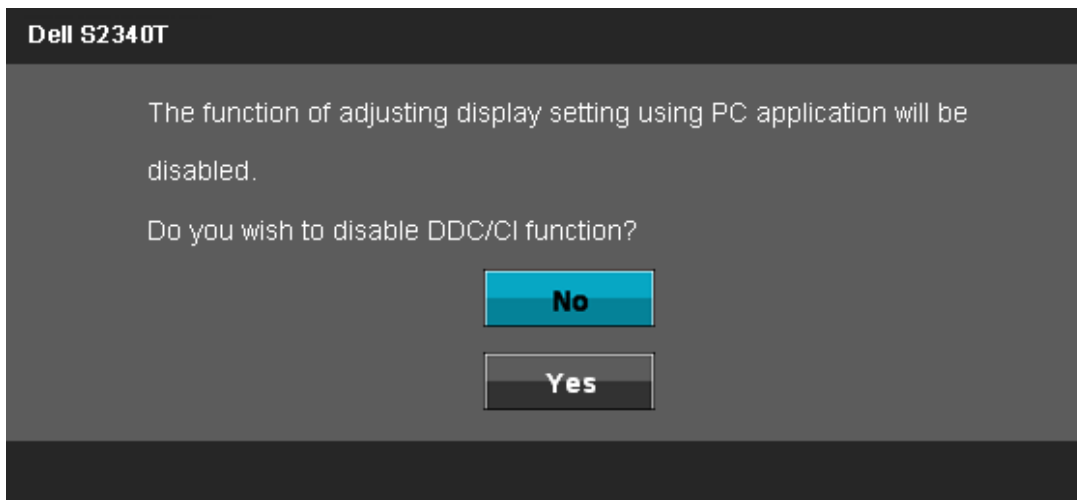 Dell S2340T
The function of adjusting display setting using PC application will be
disabled.
Do you wish to disable DDC/CI function?
No
Yes